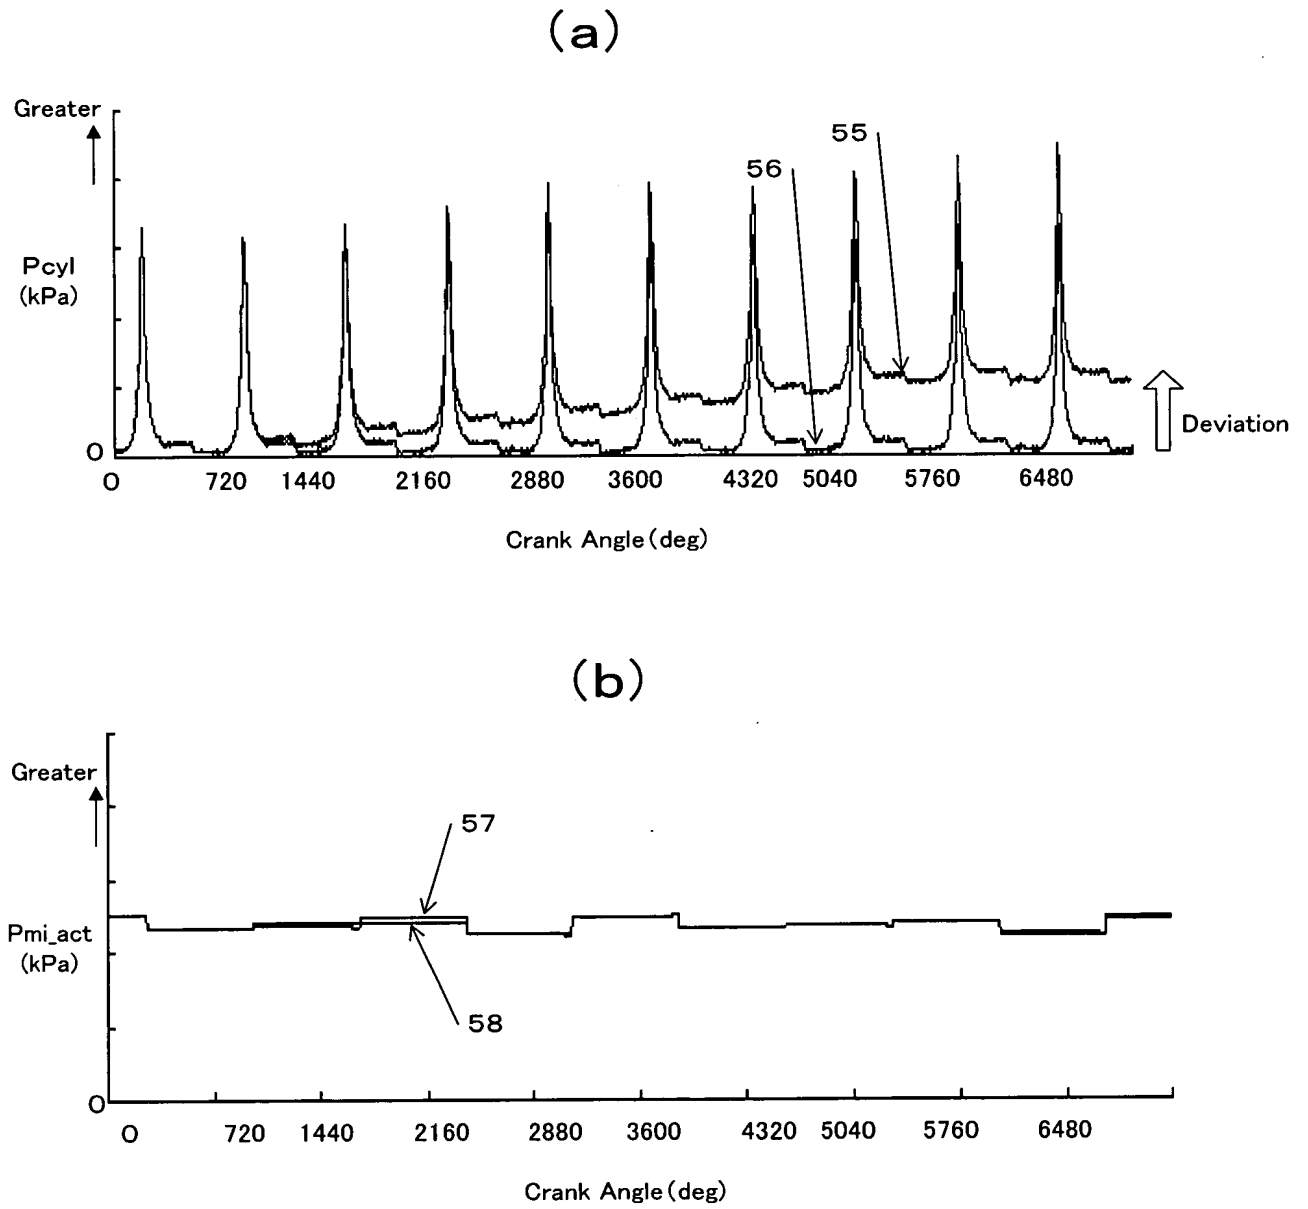 (a)
Greater
55
56
Pcyl
(kPa)
Deviation
0
0 720 1440 2160 2880 3600 4320 5040 5760 6480
Crank Angle(deg)
(b)
Greater
57
Pmi_act
(kPa)
58
0
0 720 1440 2160 2880 3600 4320 5040 5760 6480
Crank Angle(deg)